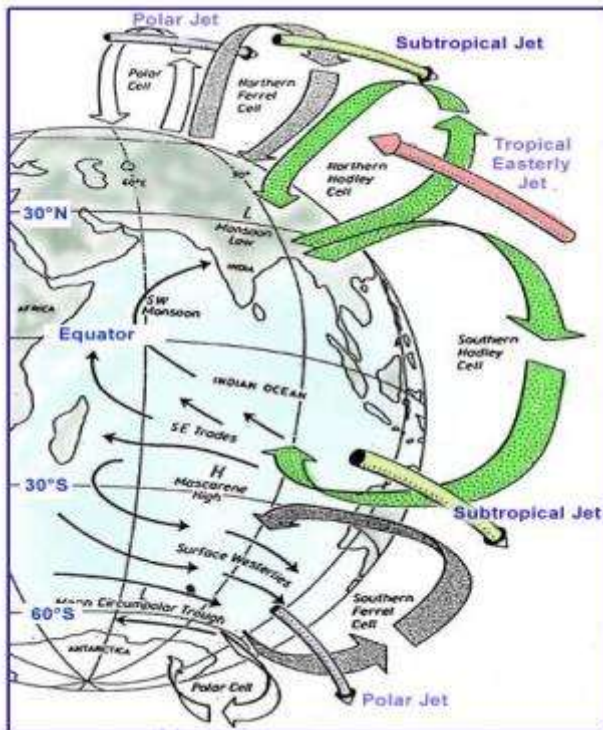 Polar Jet
Subtropical Jet
Polar
Cell
Northern
Ferrel
Cell
Tropical
Easterly
Jet
Northern
Hadley
Cell
60°E
90°
30°N
L
Monsoon
Low
INDIA
AFRICA
SW
Monsoon
Equator
Southern
Hadley
Cell
INDIAN OCEAN
SE Trades
H
Mascarene
High
30°S
Subtropical Jet
Surface Westerlies
L
Circumpolar Trough
60°S
Southern
Ferrel
Cell
ANTARCTICA
Polar Cell
Polar Jet